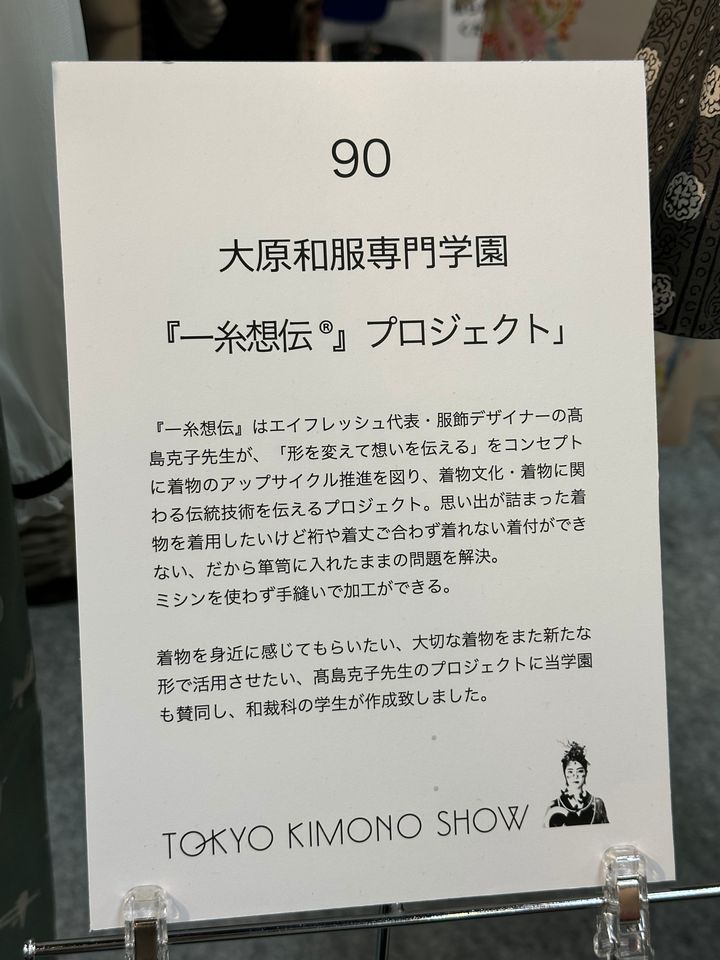 90
大原和服専門学園
『一糸想伝®』プロジェクト」
『一糸想伝』はエイフレッシュ代表・服飾デザイナーの髙
島克子先生が、「形を変えて想いを伝える」をコンセプト
に着物のアップサイクル推進を図り、着物文化・着物に関
わる伝統技術を伝えるプロジェクト。思い出が詰まった着
物を着用したいけど裄や着丈ご合わず着れない着付ができ
ない、だから箪笥に入れたままの問題を解決。
ミシンを使わず手縫いで加工ができる。
着物を身近に感じてもらいたい、大切な着物をまた新たな
形で活用させたい、髙島克子先生のプロジェクトに当学園
も賛同し、和裁科の学生が作成致しました。
TOKYO KIMONO SHOW